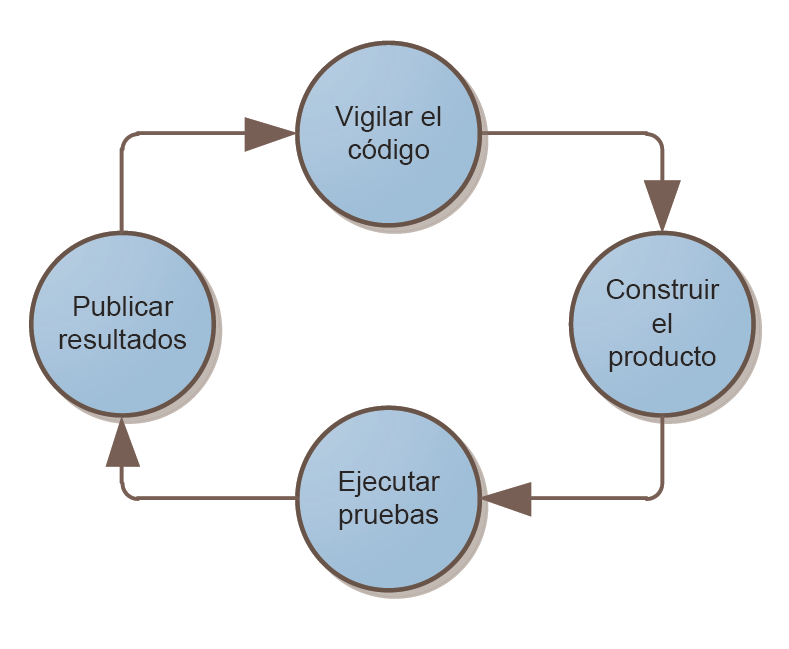 Vigilar el
código
Publicar
resultados
Construir
el
producto
Ejecutar
pruebas